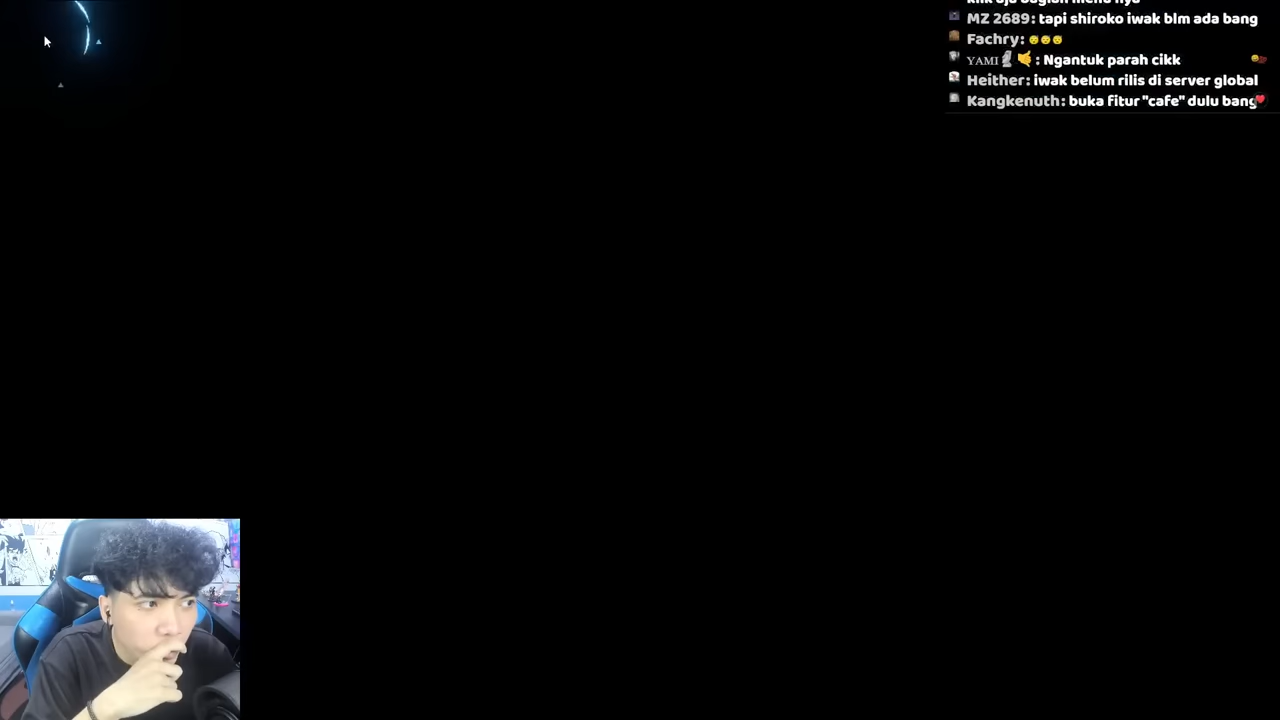 MZ 2689: tapi shiroko iwak blm ada bang
Fachry: 😴😴😴
YAMI🗿🤙: Ngantuk parah cikk
Heither: iwak belum rilis di server global
Kangkenuth: buka fitur "cafe" dulu bang